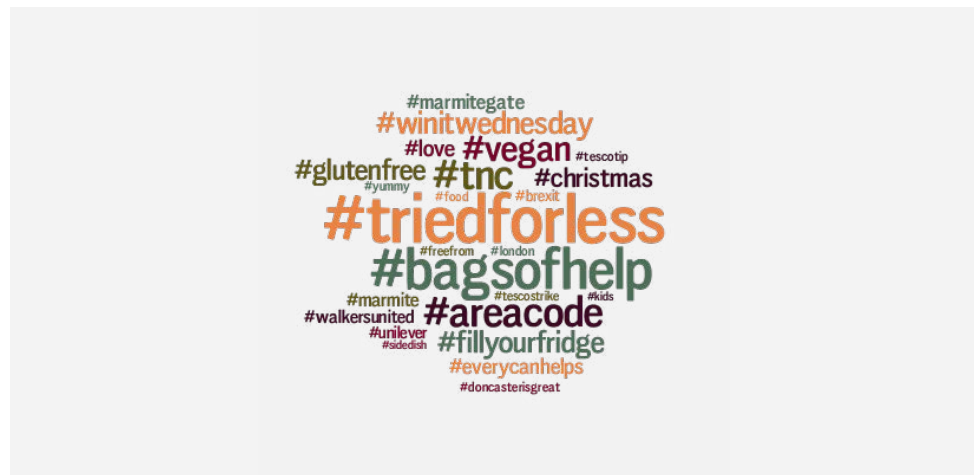 #marmitegate
#winitwednesday
#love #vegan #tescotip
#glutenfree #tnc #christmas
#yummy #food #brexit
#triedforless
#freefrom #london
#bagsofhelp
#marmite #tescostrike #kids
#walkersunited #areacode
#unilever #fillyourfridge
#sidedish
#everycanhelps
#doncasterisgreat